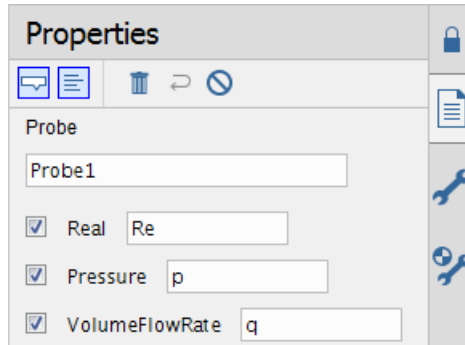 Properties
Probe
Probe1
Real Re
Pressure p
VolumeFlowRate q